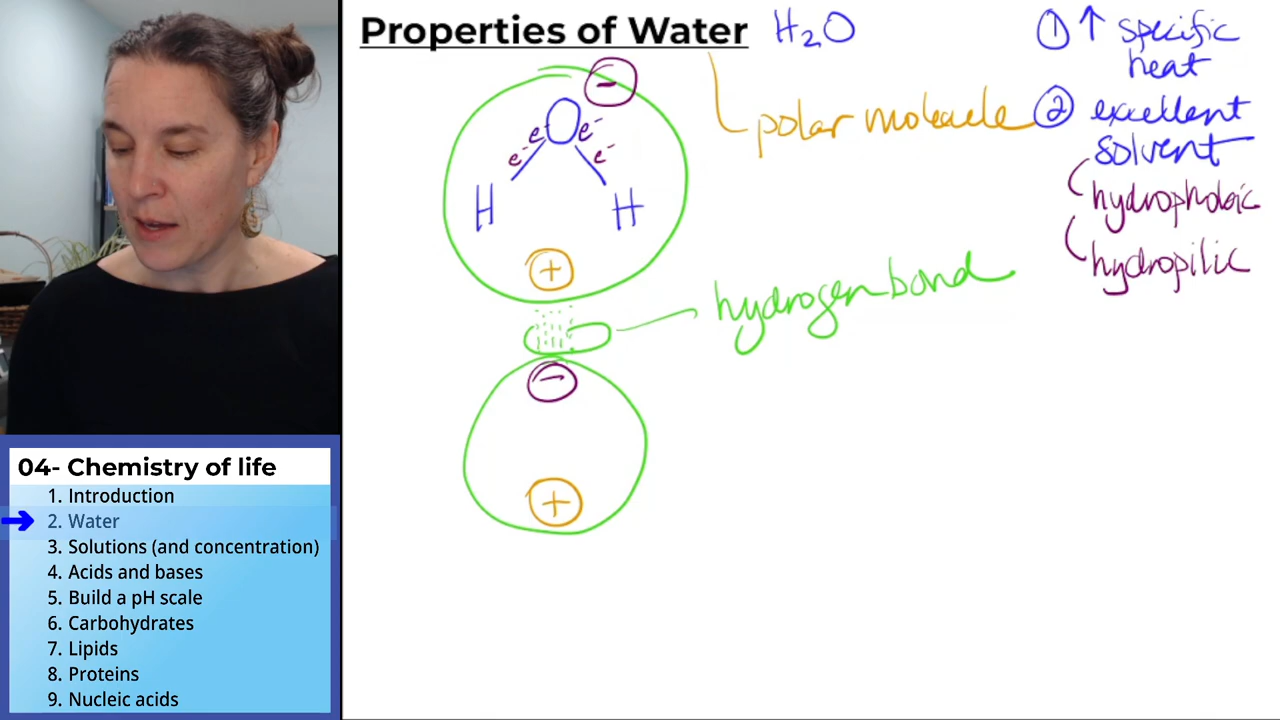 Properties of Water H₂O
① ↑ specific
heat
polar molecule
② excellent
solvent
hydrophobic
hydropilic
−
O
e e⁻
e⁻ e⁻
H H
+
hydrogen bond
−
+
04- Chemistry of life
1. Introduction
→ 2. Water
3. Solutions (and concentration)
4. Acids and bases
5. Build a pH scale
6. Carbohydrates
7. Lipids
8. Proteins
9. Nucleic acids